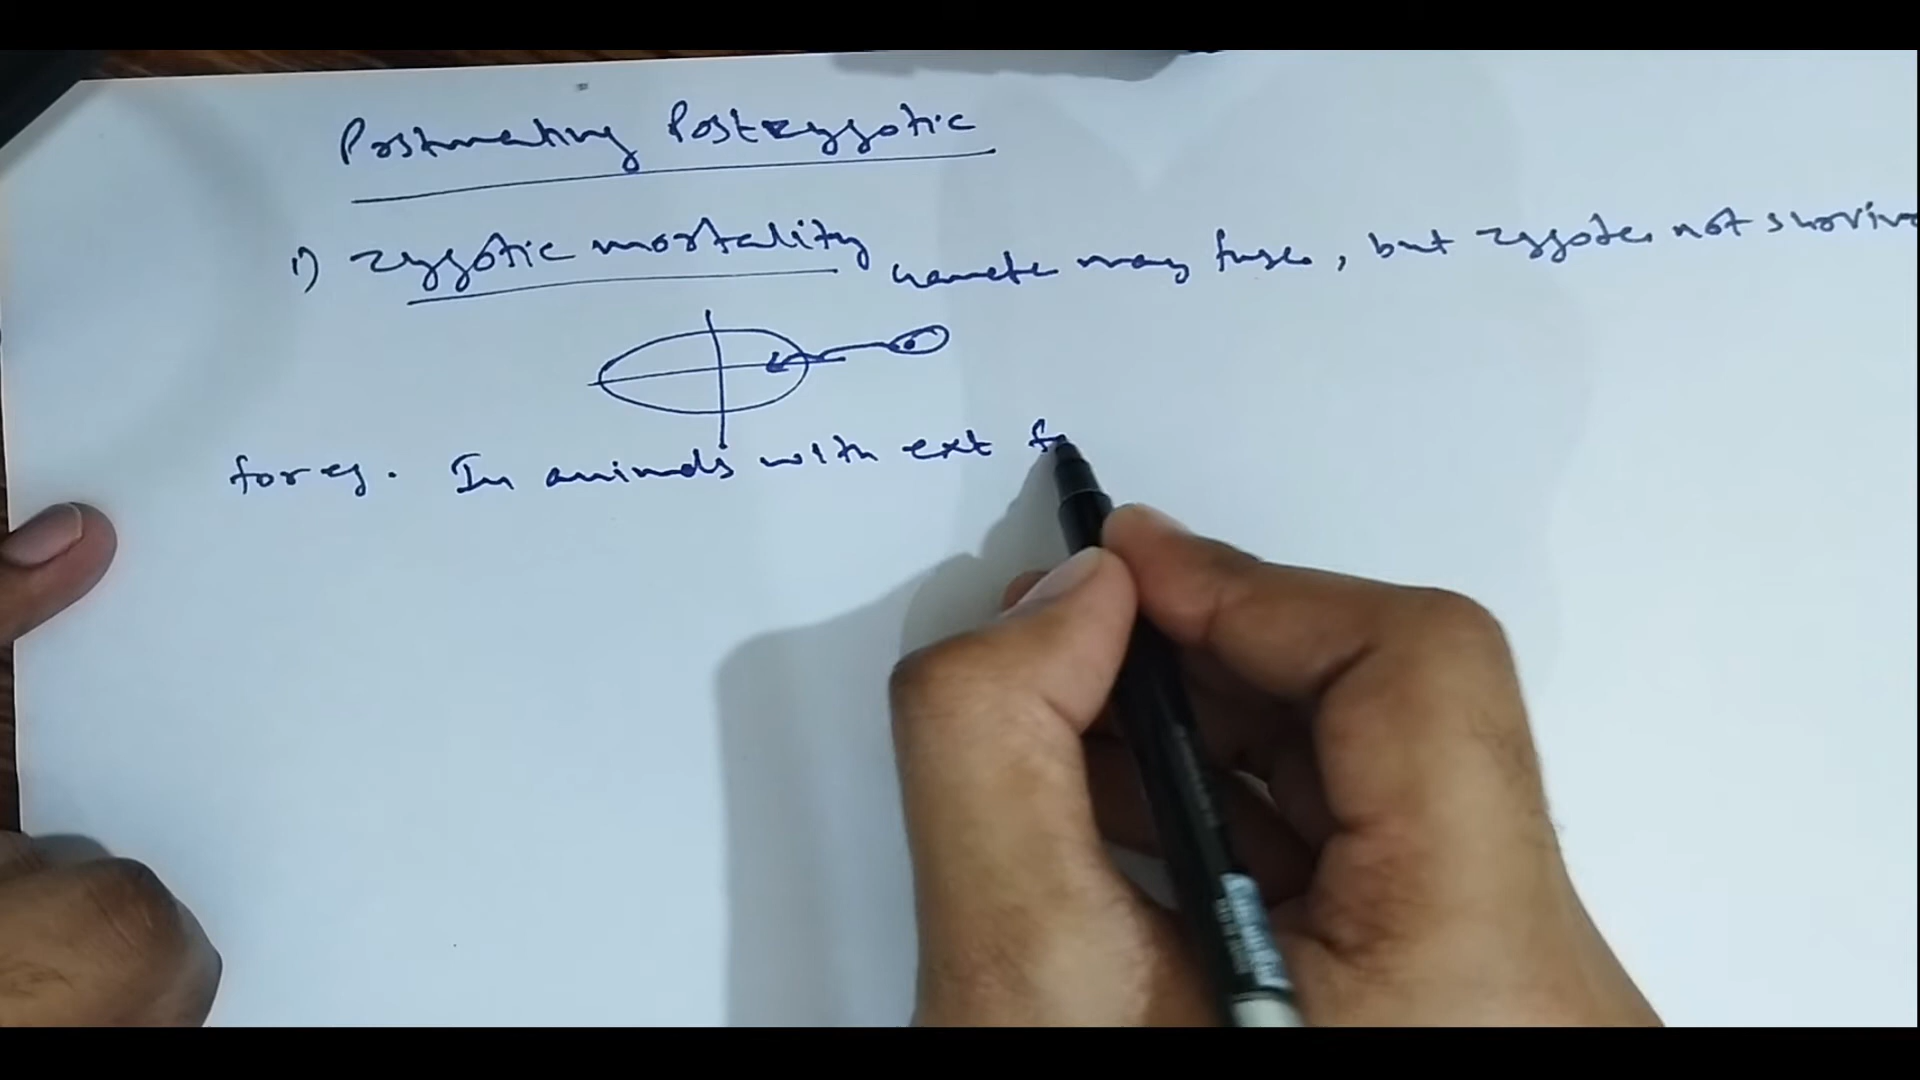 Postmating Postzygotic
1) Zygotic mortality
Gamete may fuse, but zygote not survive
for eg. In animals with ext